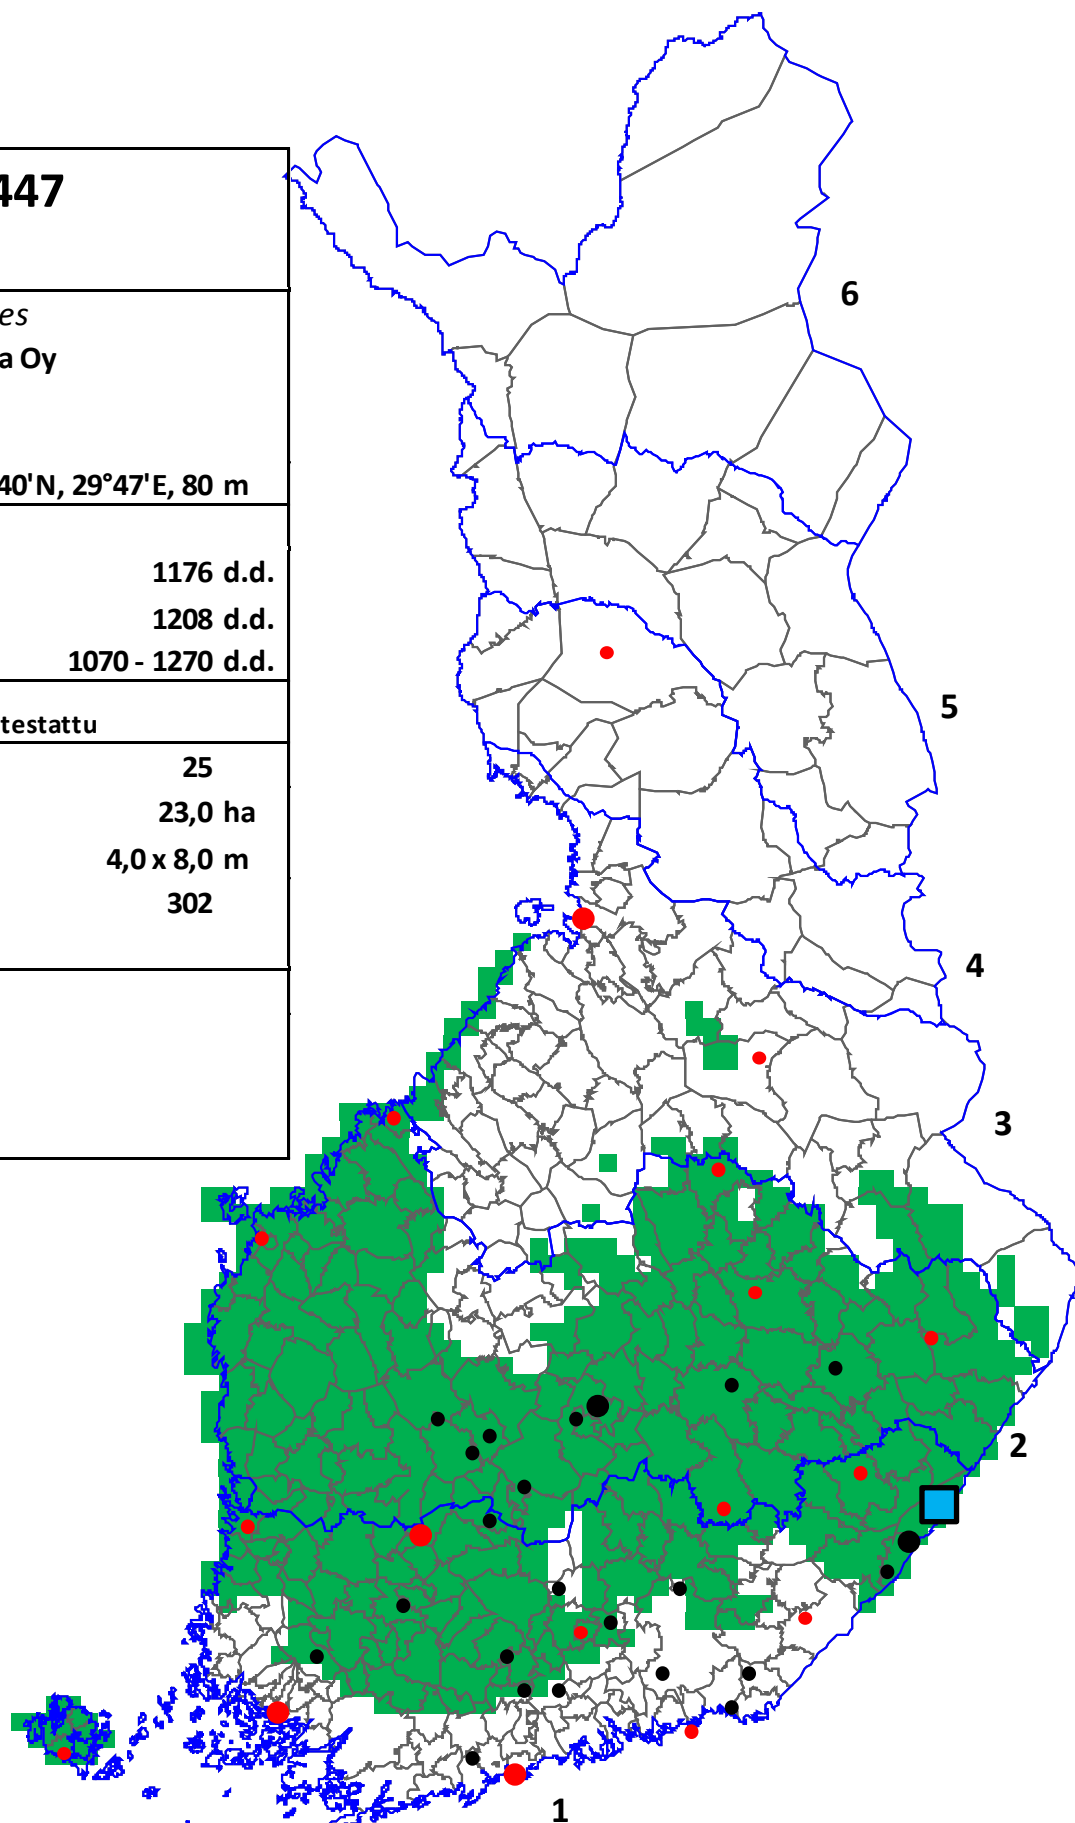 447
es
a Oy
40'N, 29°47'E, 80 m
1176 d.d.
1208 d.d.
1070 - 1270 d.d.
testattu
25
23,0 ha
4,0 x 8,0 m
302
6
5
4
3
2
1